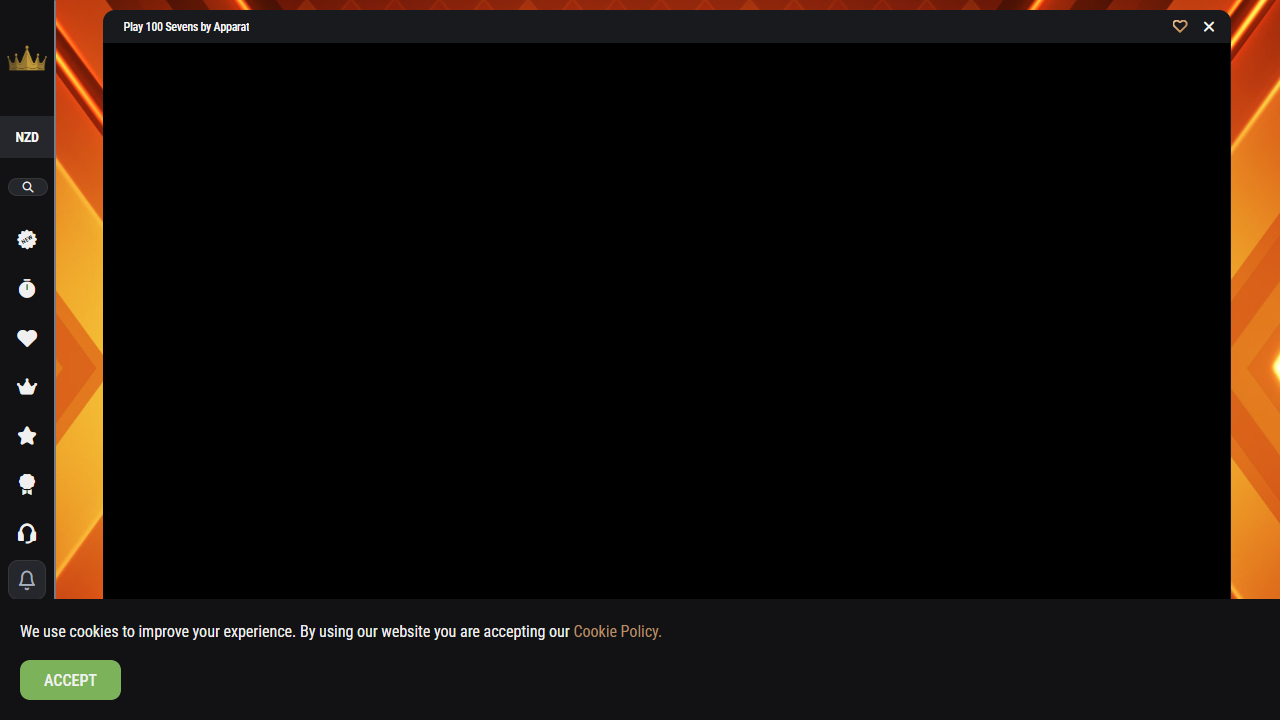 Play 100 Sevens by Apparat
NZD
NEW
We use cookies to improve your experience. By using our website you are accepting our Cookie Policy.
ACCEPT